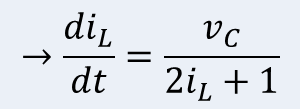 → di_L/dt = v_C/(2i_L + 1)